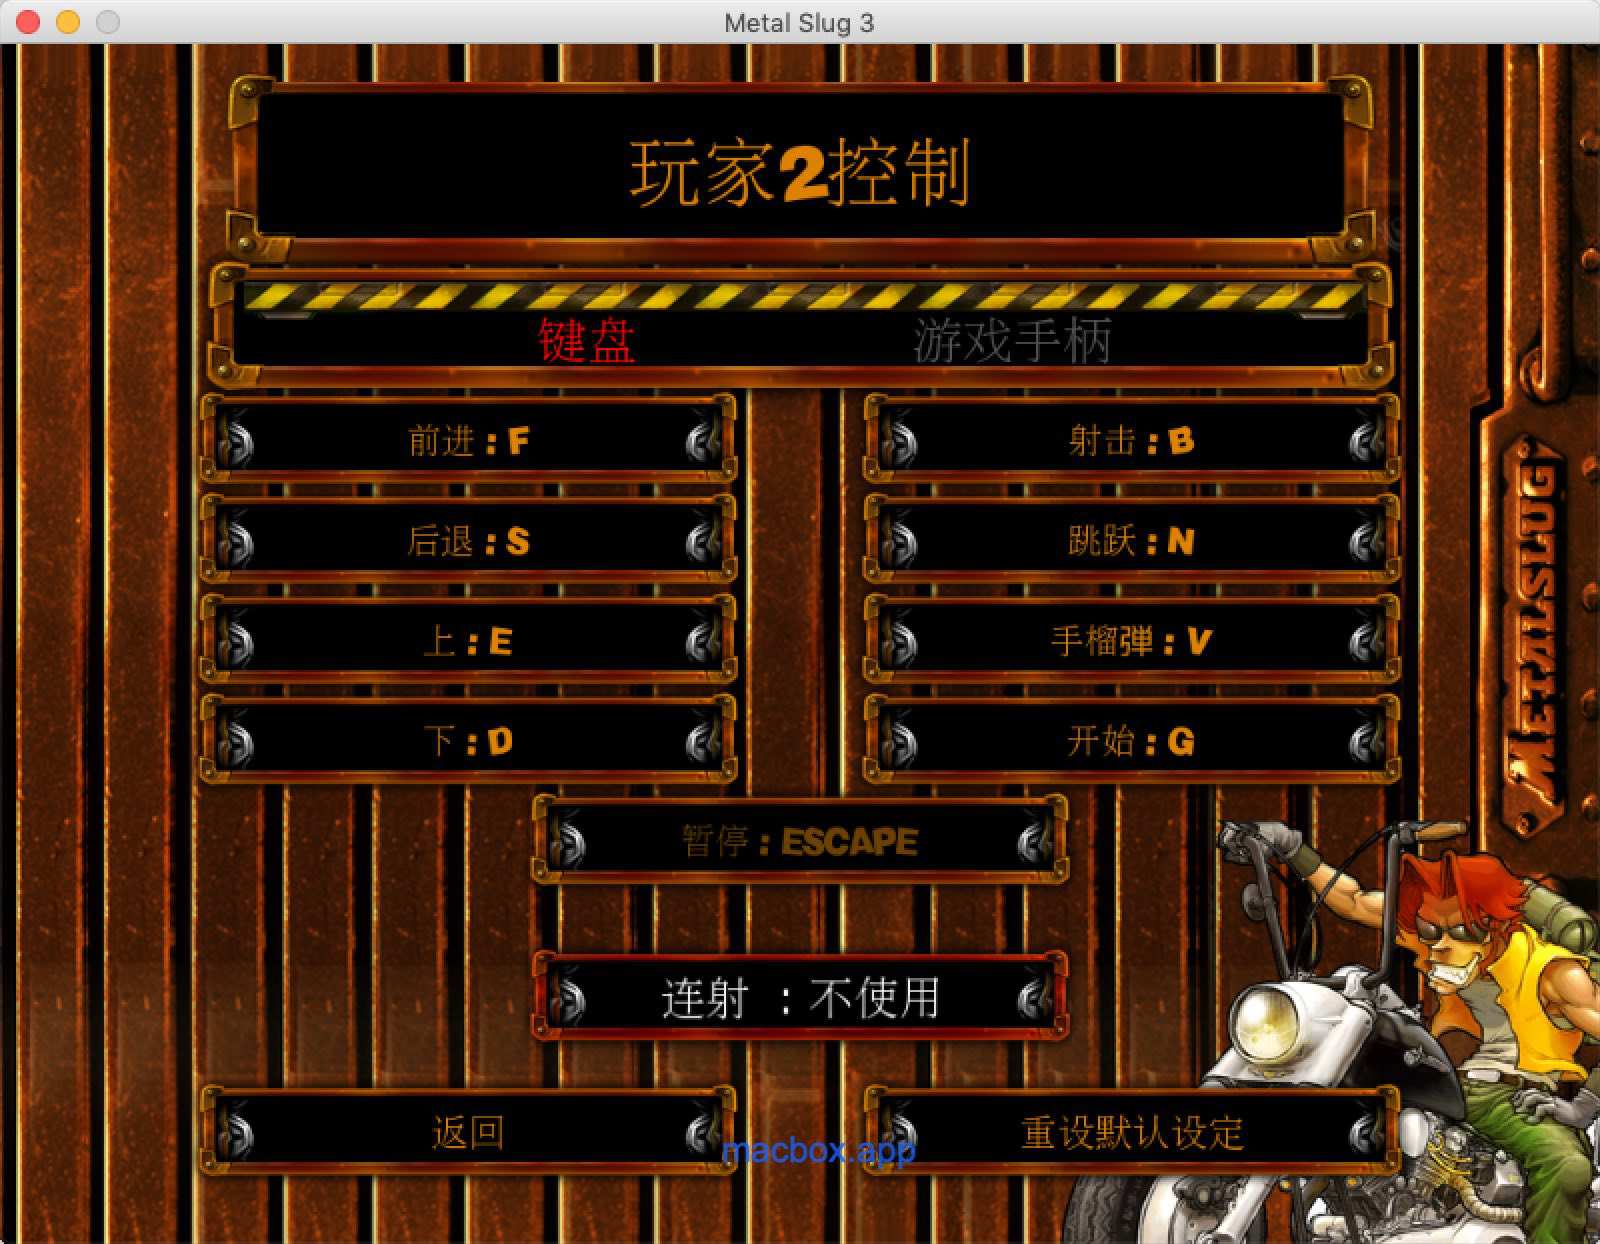 Metal Slug 3
玩家2控制
键盘 游戏手柄
前进 : F 射击 : B
后退 : S 跳跃 : N
上 : E 手榴弹 : V
下 : D 开始 : G
暂停 : ESCAPE
METAL SLUG
连射 : 不使用
返回 重设默认设定
macbox.app